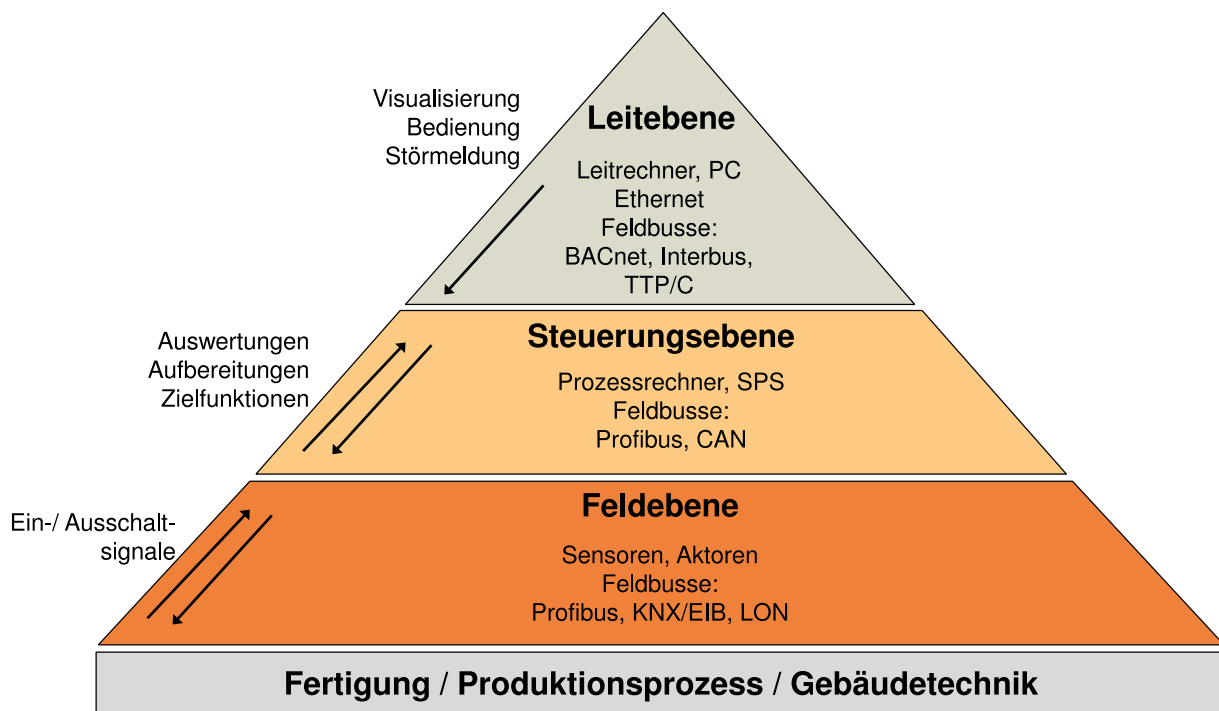 Visualisierung
Bedienung
Störmeldung
Leitebene
Leitrechner, PC
Ethernet
Feldbusse:
BACnet, Interbus,
TTP/C
Auswertungen
Aufbereitungen
Zielfunktionen
Steuerungsebene
Prozessrechner, SPS
Feldbusse:
Profibus, CAN
Ein-/ Ausschalt-
signale
Feldebene
Sensoren, Aktoren
Feldbusse:
Profibus, KNX/EIB, LON
Fertigung / Produktionsprozess / Gebäudetechnik